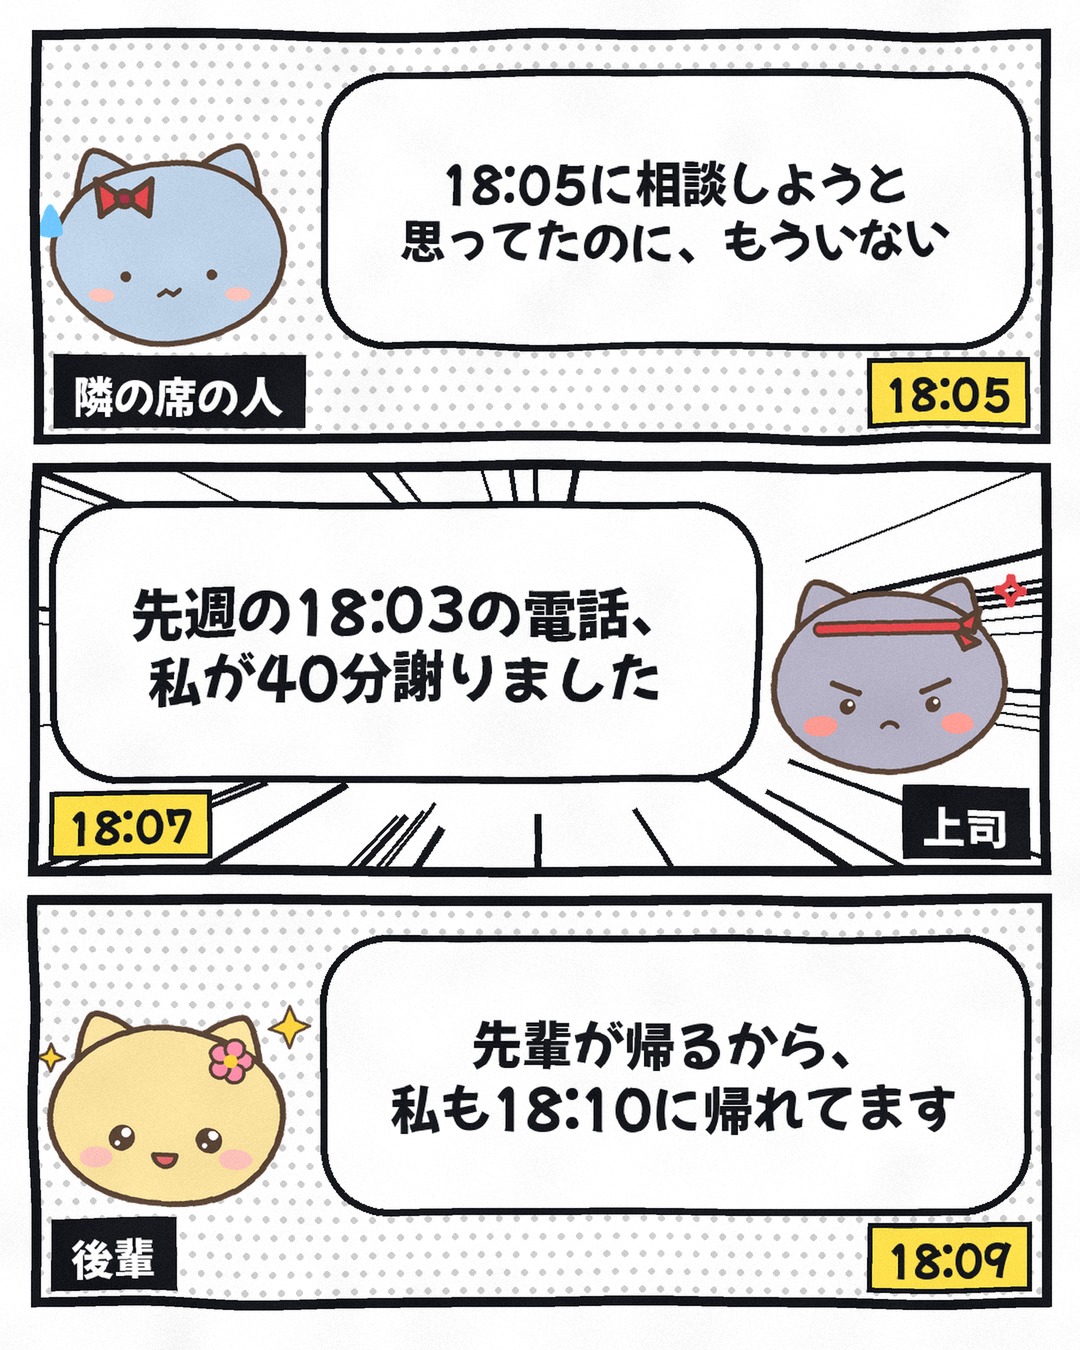 18:05に相談しようと
思ってたのに、もういない
隣の席の人
18:05
先週の18:03の電話、
私が40分謝りました
18:07
上司
先輩が帰るから、
私も18:10に帰れてます
後輩
18:09